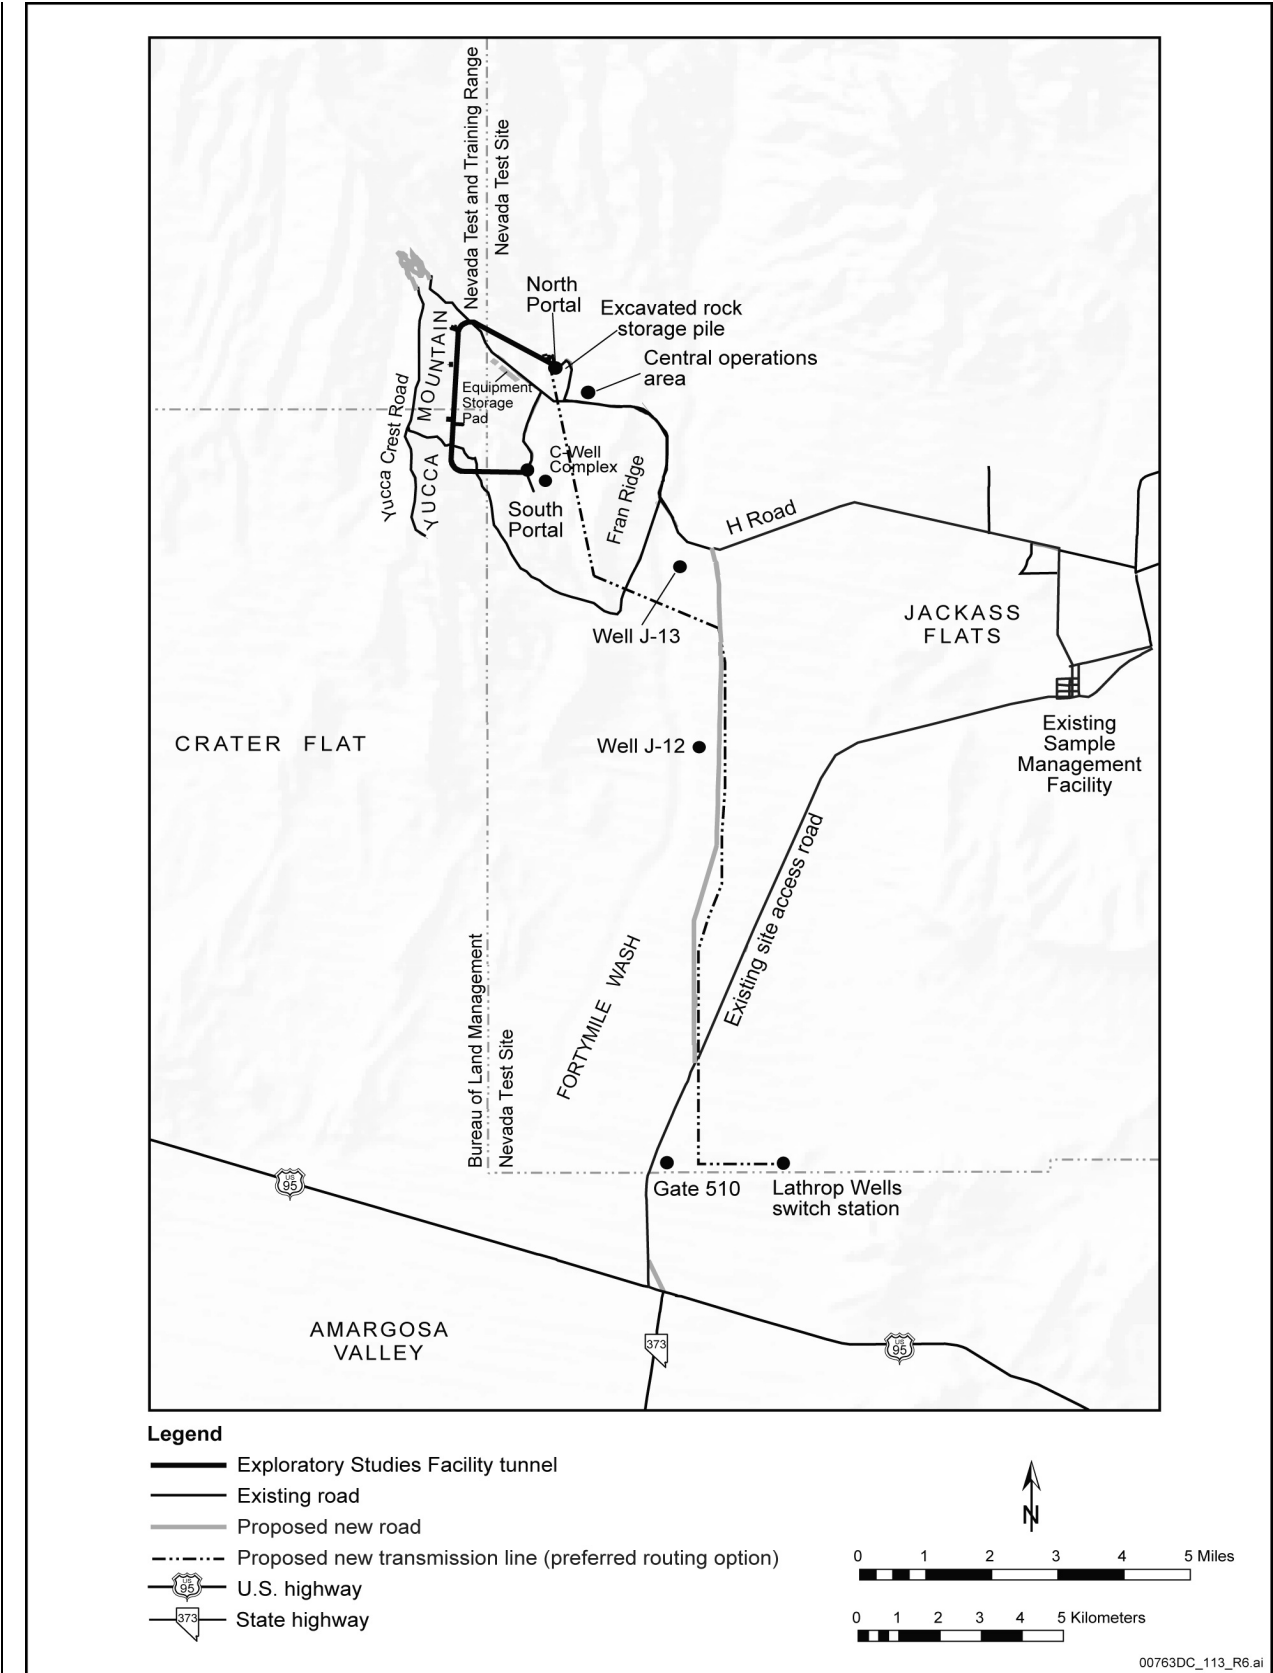 Nevada Test and Training Range
Nevada Test Site
North
Portal
Excavated rock
storage pile
Central operations
area
Equipment
Storage
Pad
Yucca Crest Road
YUCCA MOUNTAIN
C-Well
Complex
South
Portal
Fran Ridge
H Road
Well J-13
JACKASS
FLATS
CRATER FLAT
Well J-12
Existing
Sample
Management
Facility
Existing site access road
FORTYMILE WASH
Bureau of Land Management
Nevada Test Site
Gate 510
Lathrop Wells
switch station
US
95
AMARGOSA
VALLEY
373
US
95
Legend
Exploratory Studies Facility tunnel
Existing road
Proposed new road
Proposed new transmission line (preferred routing option)
US
95
U.S. highway
373
State highway
N
0 1 2 3 4 5 Miles
0 1 2 3 4 5 Kilometers
00763DC_113_R6.ai